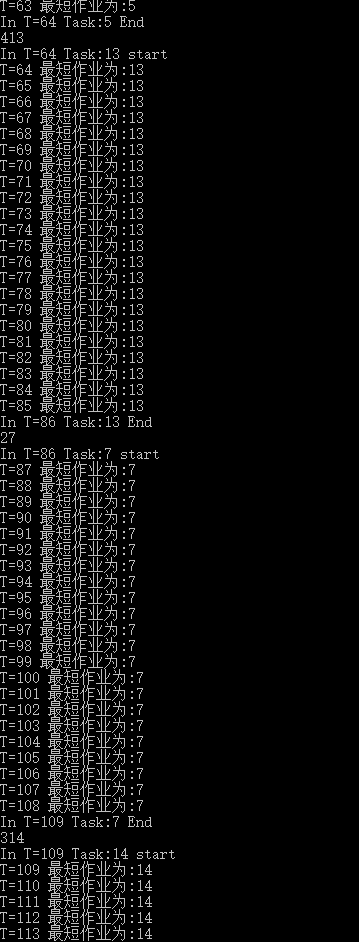 T=63 最短作业为:5
In T=64 Task:5 End
413
In T=64 Task:13 start
T=64 最短作业为:13
T=65 最短作业为:13
T=66 最短作业为:13
T=67 最短作业为:13
T=68 最短作业为:13
T=69 最短作业为:13
T=70 最短作业为:13
T=71 最短作业为:13
T=72 最短作业为:13
T=73 最短作业为:13
T=74 最短作业为:13
T=75 最短作业为:13
T=76 最短作业为:13
T=77 最短作业为:13
T=78 最短作业为:13
T=79 最短作业为:13
T=80 最短作业为:13
T=81 最短作业为:13
T=82 最短作业为:13
T=83 最短作业为:13
T=84 最短作业为:13
T=85 最短作业为:13
In T=86 Task:13 End
27
In T=86 Task:7 start
T=87 最短作业为:7
T=88 最短作业为:7
T=89 最短作业为:7
T=90 最短作业为:7
T=91 最短作业为:7
T=92 最短作业为:7
T=93 最短作业为:7
T=94 最短作业为:7
T=95 最短作业为:7
T=96 最短作业为:7
T=97 最短作业为:7
T=98 最短作业为:7
T=99 最短作业为:7
T=100 最短作业为:7
T=101 最短作业为:7
T=102 最短作业为:7
T=103 最短作业为:7
T=104 最短作业为:7
T=105 最短作业为:7
T=106 最短作业为:7
T=107 最短作业为:7
T=108 最短作业为:7
In T=109 Task:7 End
314
In T=109 Task:14 start
T=109 最短作业为:14
T=110 最短作业为:14
T=111 最短作业为:14
T=112 最短作业为:14
T=113 最短作业为:14